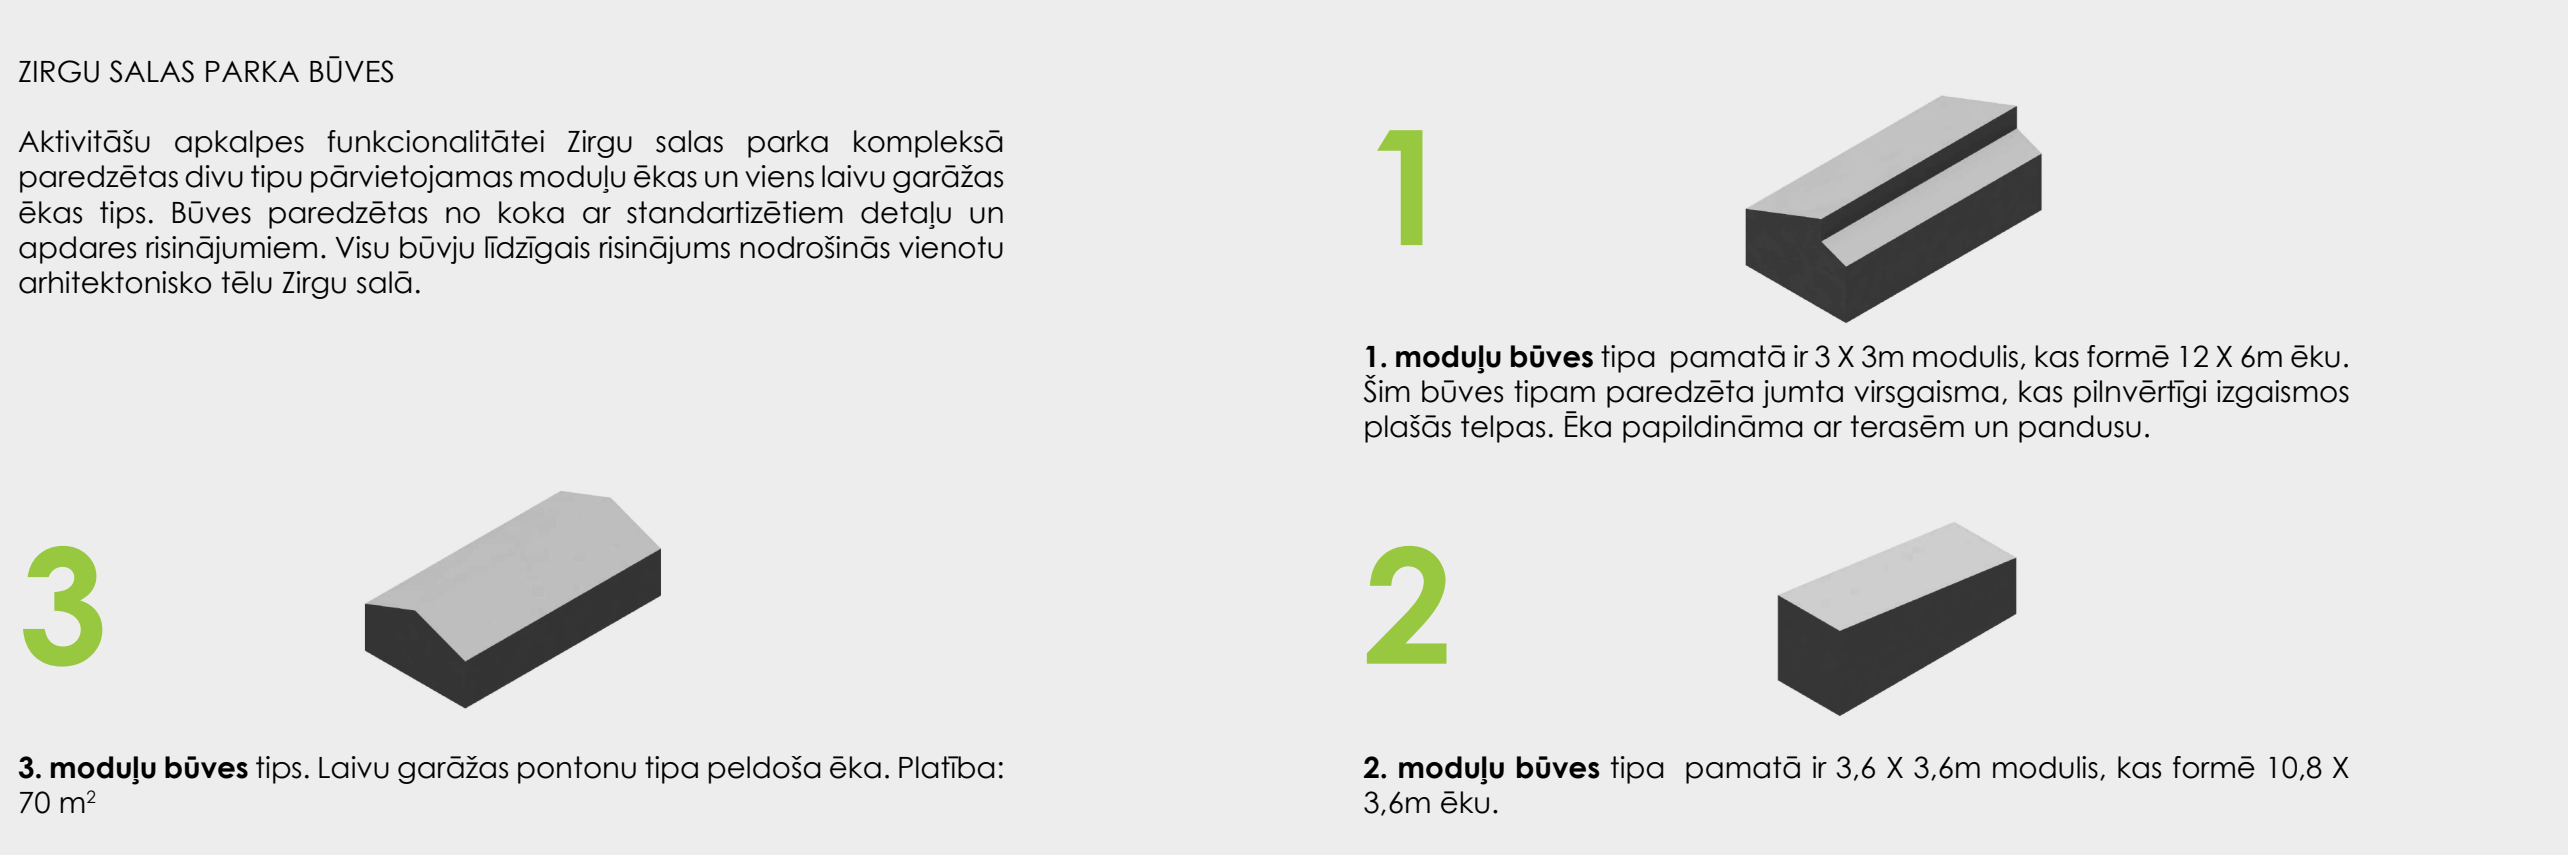 ZIRGU SALAS PARKA BŪVES
Aktivitāšu apkalpes funkcionalitātei Zirgu salas parka kompleksā
paredzētas divu tipu pārvietojamas moduļu ēkas un viens laivu garāžas
ēkas tips. Būves paredzētas no koka ar standartizētiem detaļu un
apdares risinājumiem. Visu būvju līdzīgais risinājums nodrošinās vienotu
arhitektonisko tēlu Zirgu salā.
1
1. moduļu būves tipa pamatā ir 3 X 3m modulis, kas formē 12 X 6m ēku.
Šim būves tipam paredzēta jumta virsgaisma, kas pilnvērtīgi izgaismos
plašās telpas. Ēka papildināma ar terasēm un pandusu.
3
3. moduļu būves tips. Laivu garāžas pontonu tipa peldoša ēka. Platība:
70 m²
2
2. moduļu būves tipa pamatā ir 3,6 X 3,6m modulis, kas formē 10,8 X
3,6m ēku.